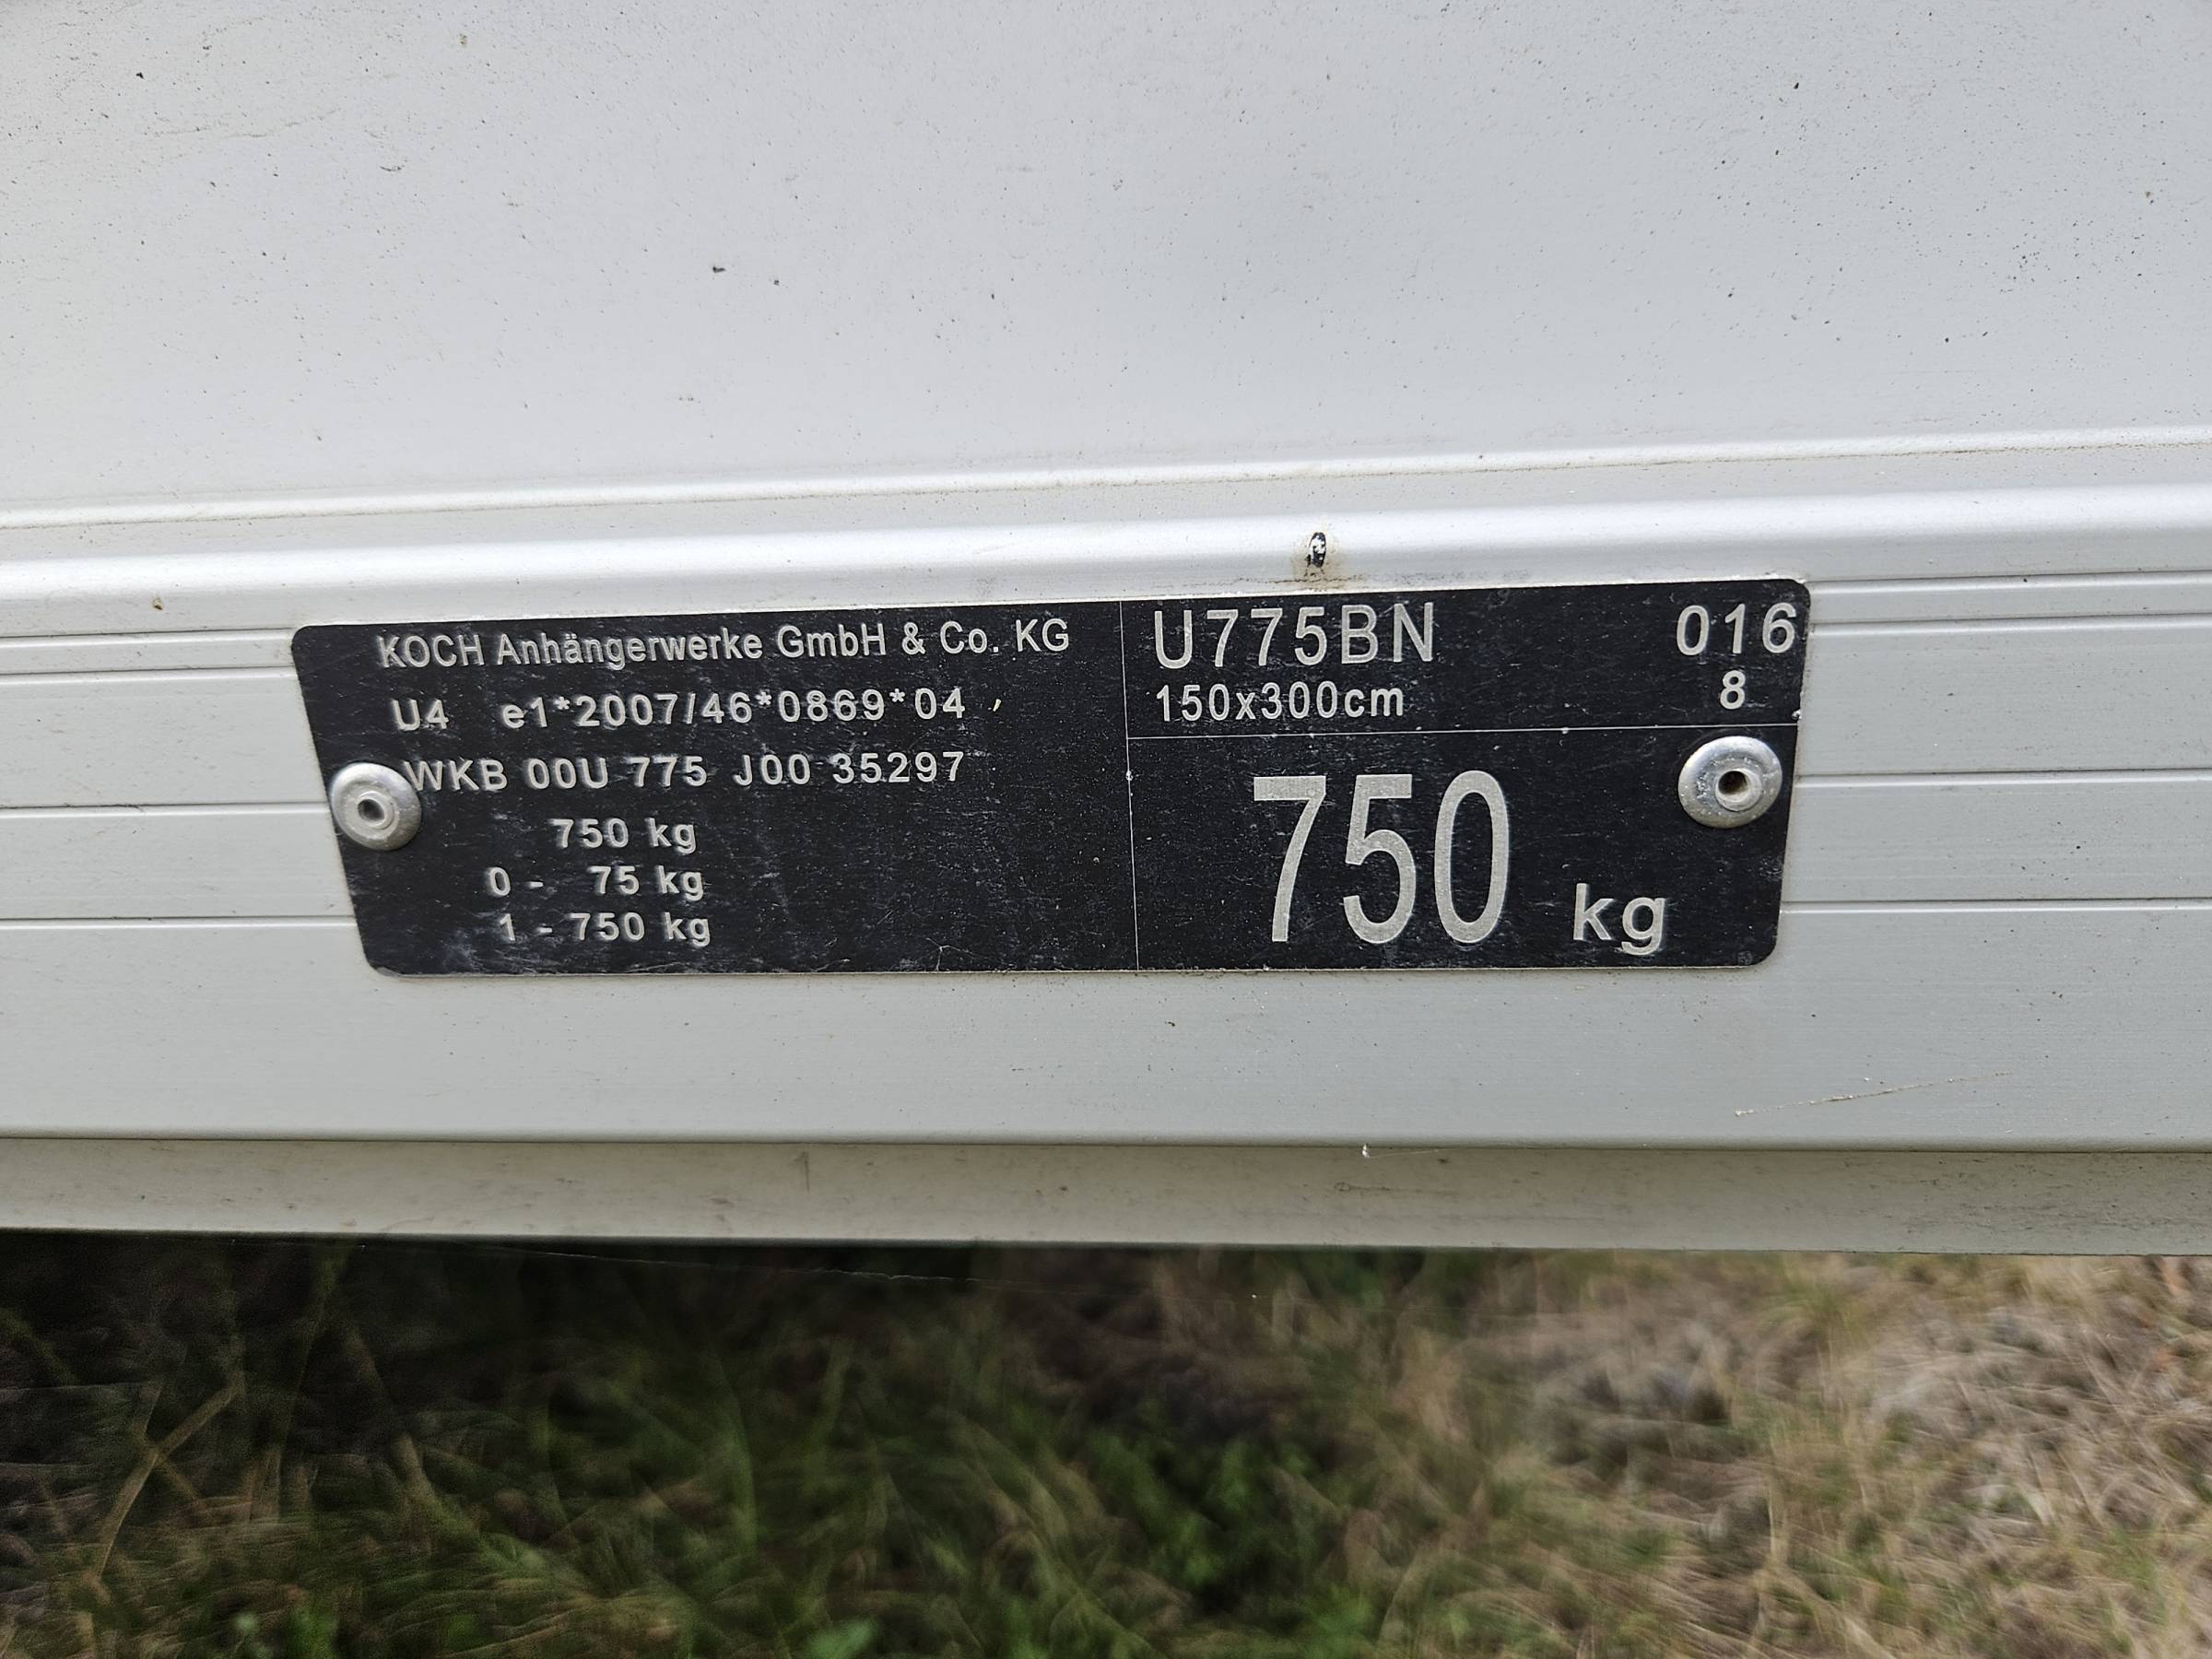 KOCH Anhängerwerke GmbH & Co. KG
U4 e1*2007/46*0869*04
WKB 00U 775 J00 35297
750 kg
0 - 75 kg
1 - 750 kg
U775BN 016
150x300cm 8
750 kg